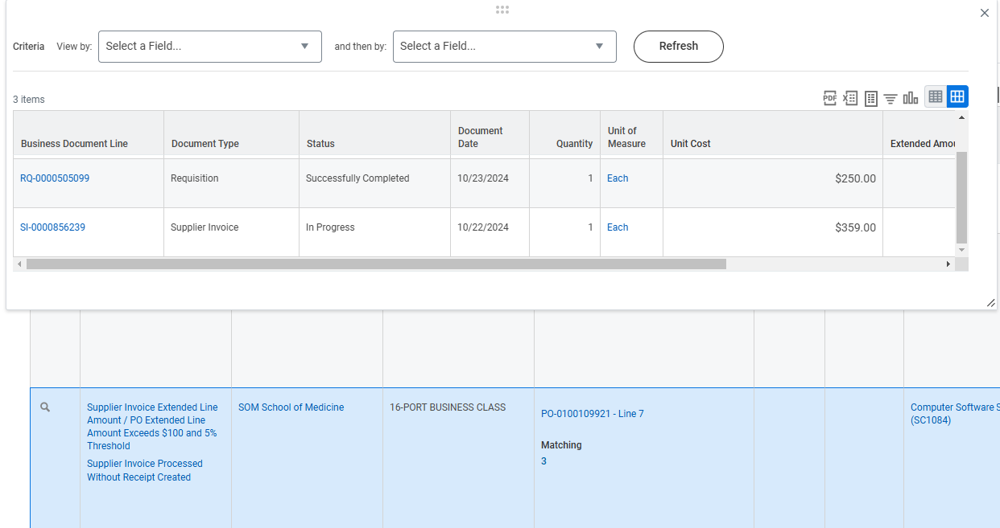 Criteria View by: Select a Field... and then by: Select a Field... Refresh
3 items
PDF X
Business Document Line Document Type Status Document Date Quantity Unit of Measure Unit Cost Extended Amou
RQ-0000505099 Requisition Successfully Completed 10/23/2024 1 Each $250.00
SI-0000856239 Supplier Invoice In Progress 10/22/2024 1 Each $359.00
Supplier Invoice Extended Line
Amount / PO Extended Line
Amount Exceeds $100 and 5%
Threshold
Supplier Invoice Processed
Without Receipt Created
SOM School of Medicine
16-PORT BUSINESS CLASS
PO-0100109921 - Line 7
Matching
3
Computer Software S
(SC1084)